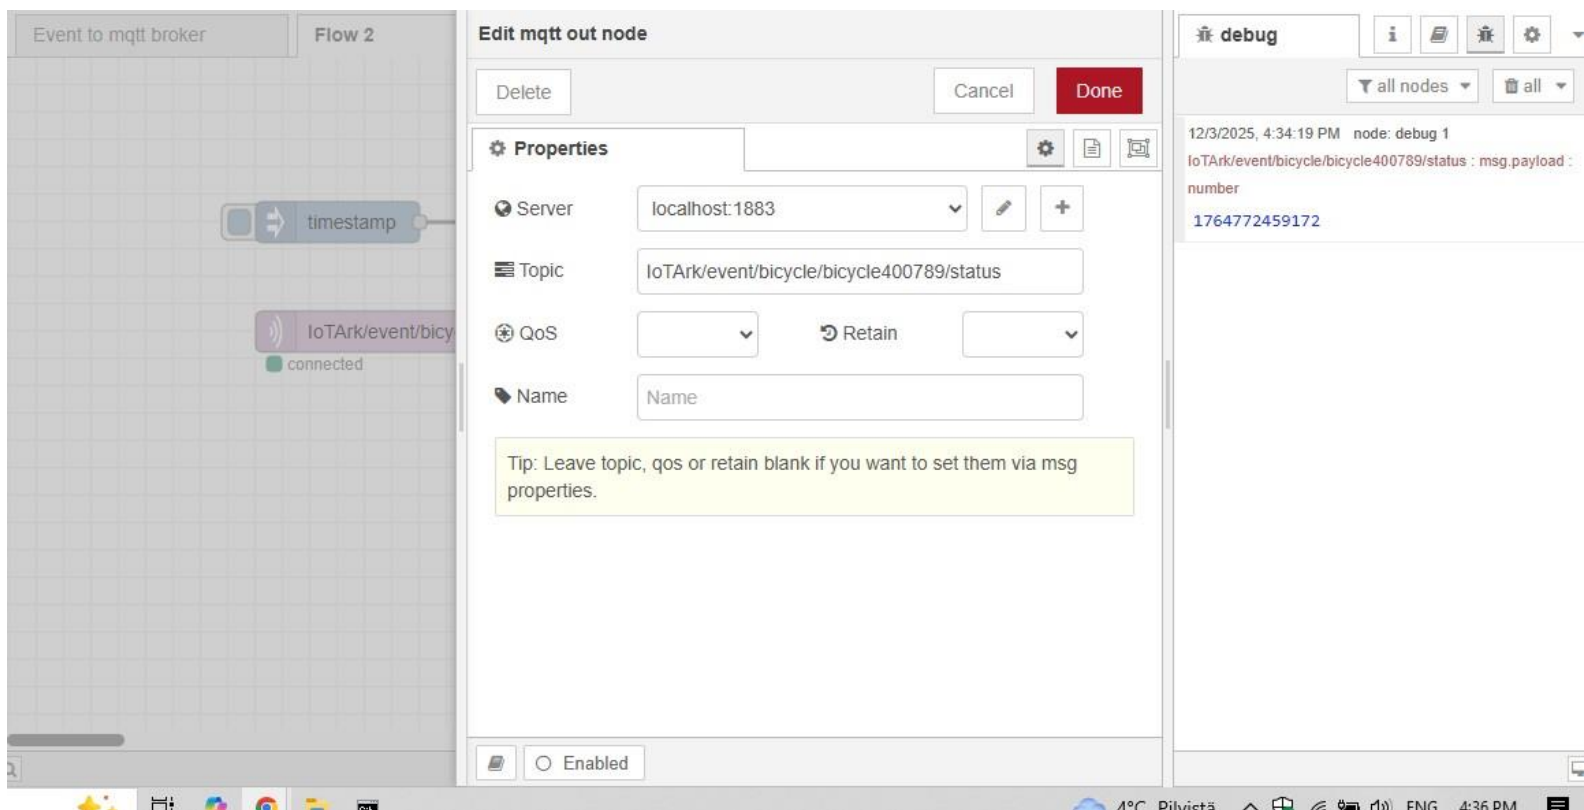 Event to mqtt broker
Flow 2
timestamp
IoTArk/event/bicy
connected
Edit mqtt out node
Delete
Cancel
Done
Properties
Server
localhost:1883
Topic
IoTArk/event/bicycle/bicycle400789/status
QoS
Retain
Name
Name
Tip: Leave topic, qos or retain blank if you want to set them via msg
properties.
Enabled
debug
i
all nodes
all
12/3/2025, 4:34:19 PM node: debug 1
IoTArk/event/bicycle/bicycle400789/status : msg.payload :
number
1764772459172
4°C Pilvistä
ENG
4:36 PM